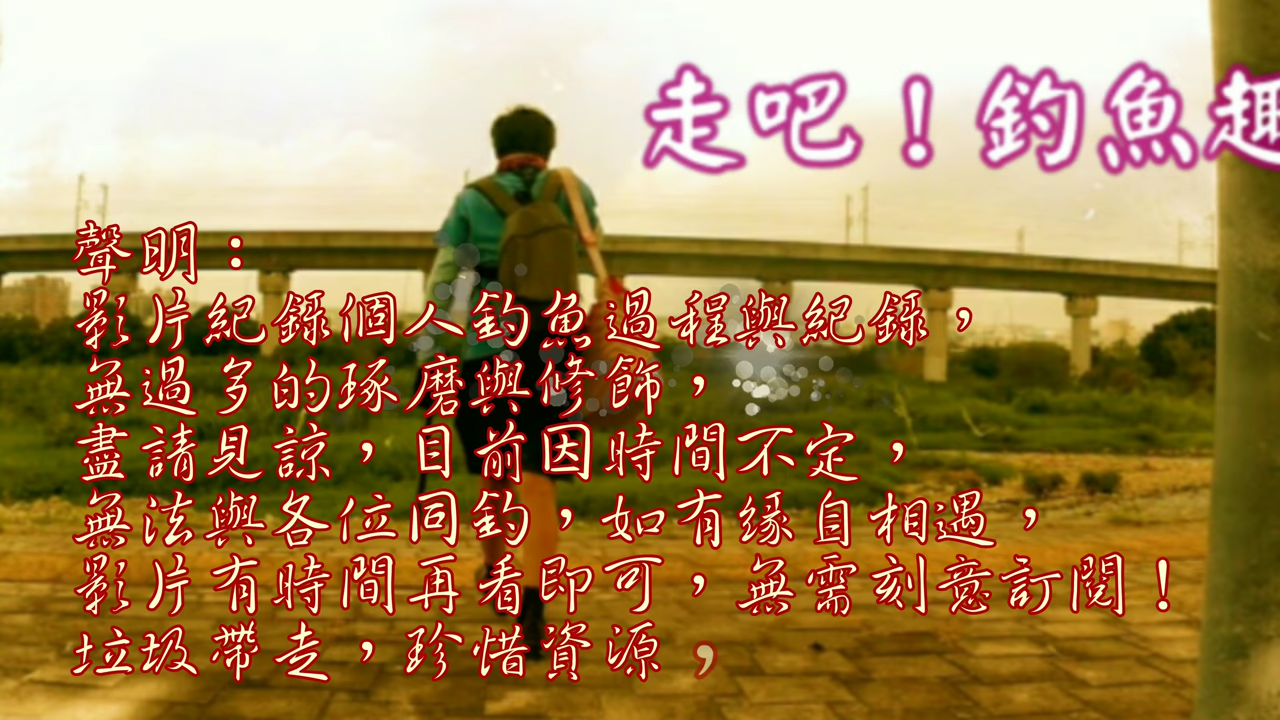 走吧！釣魚趣
聲明：
影片紀錄個人釣魚過程與紀錄，
無過多的琢磨與修飾，
盡請見諒，目前因時間不定，
無法與各位同釣，如有緣自相遇，
影片有時間再看即可，無需刻意訂閱！
垃圾帶走，珍惜資源，